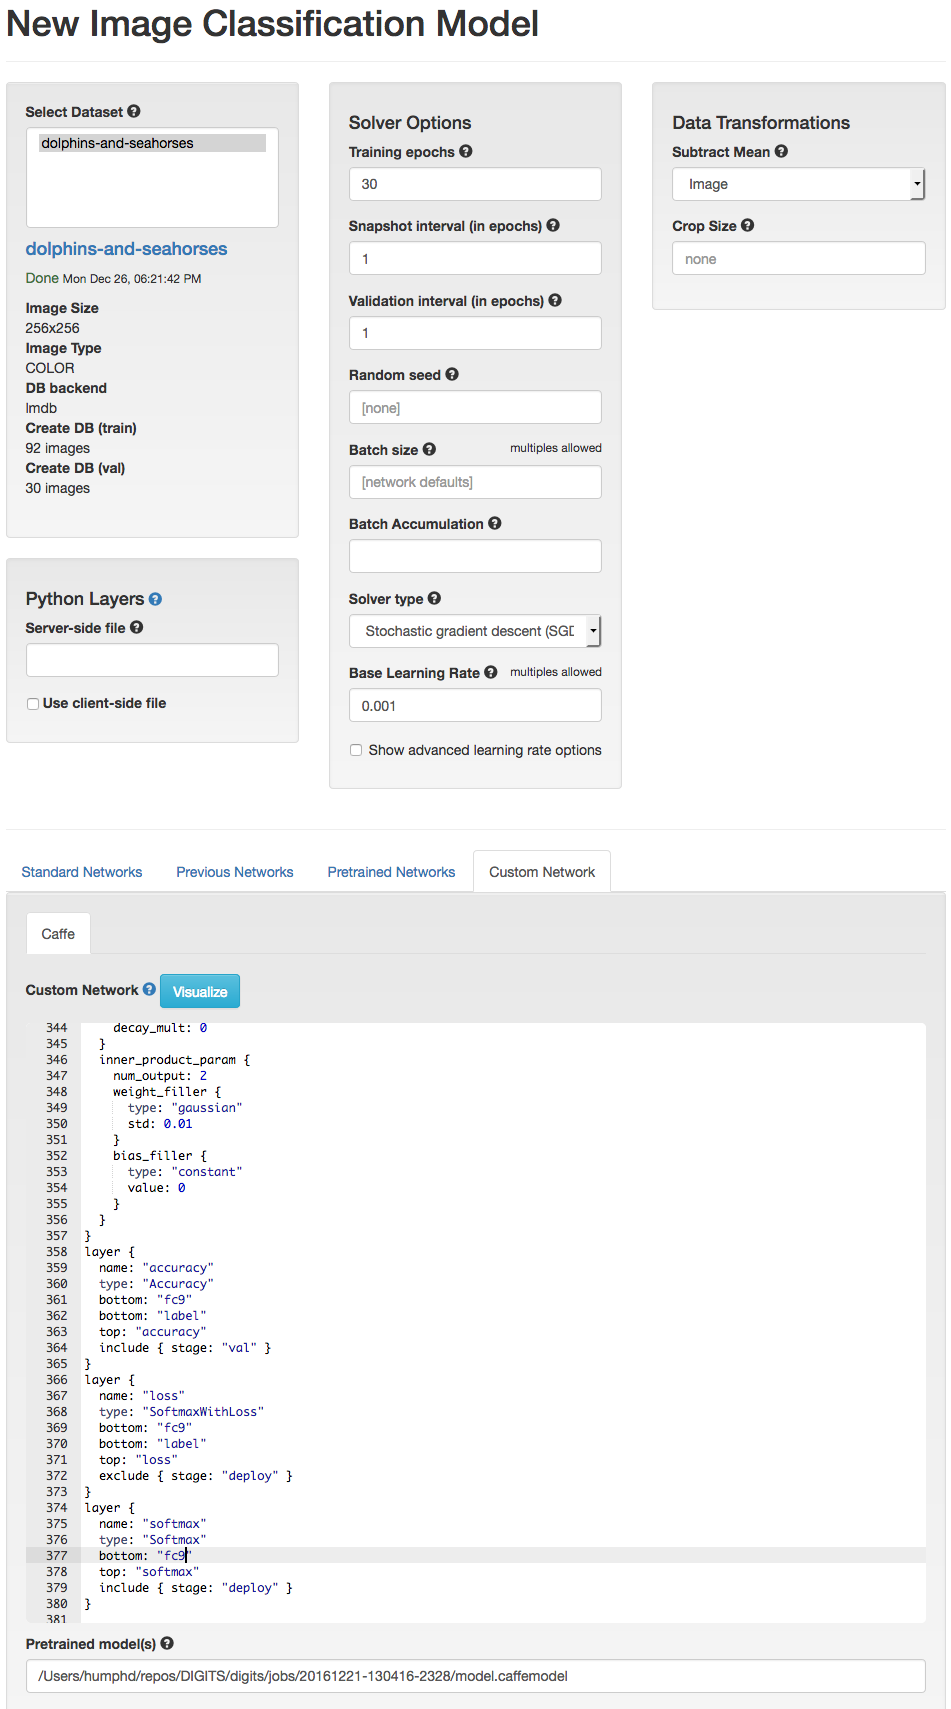 New Image Classification Model
Select Dataset
dolphins-and-seahorses
dolphins-and-seahorses
Done Mon Dec 26, 06:21:42 PM
Image Size
256x256
Image Type
COLOR
DB backend
lmdb
Create DB (train)
92 images
Create DB (val)
30 images
Python Layers
Server-side file
Use client-side file
Solver Options
Training epochs
30
Snapshot interval (in epochs)
1
Validation interval (in epochs)
1
Random seed
[none]
Batch size multiples allowed
[network defaults]
Batch Accumulation
Solver type
Stochastic gradient descent (SGD
Base Learning Rate multiples allowed
0.001
Show advanced learning rate options
Data Transformations
Subtract Mean
Image
Crop Size
none
Standard Networks Previous Networks Pretrained Networks Custom Network
Caffe
Custom Network Visualize
344 decay_mult: 0
345 }
346 inner_product_param {
347 num_output: 2
348 weight_filler {
349 type: "gaussian"
350 std: 0.01
351 }
352 bias_filler {
353 type: "constant"
354 value: 0
355 }
356 }
357 }
358 layer {
359 name: "accuracy"
360 type: "Accuracy"
361 bottom: "fc9"
362 bottom: "label"
363 top: "accuracy"
364 include { stage: "val" }
365 }
366 layer {
367 name: "loss"
368 type: "SoftmaxWithLoss"
369 bottom: "fc9"
370 bottom: "label"
371 top: "loss"
372 exclude { stage: "deploy" }
373 }
374 layer {
375 name: "softmax"
376 type: "Softmax"
377 bottom: "fc9"
378 top: "softmax"
379 include { stage: "deploy" }
380 }
381
Pretrained model(s)
/Users/humphd/repos/DIGITS/digits/jobs/20161221-130416-2328/model.caffemodel